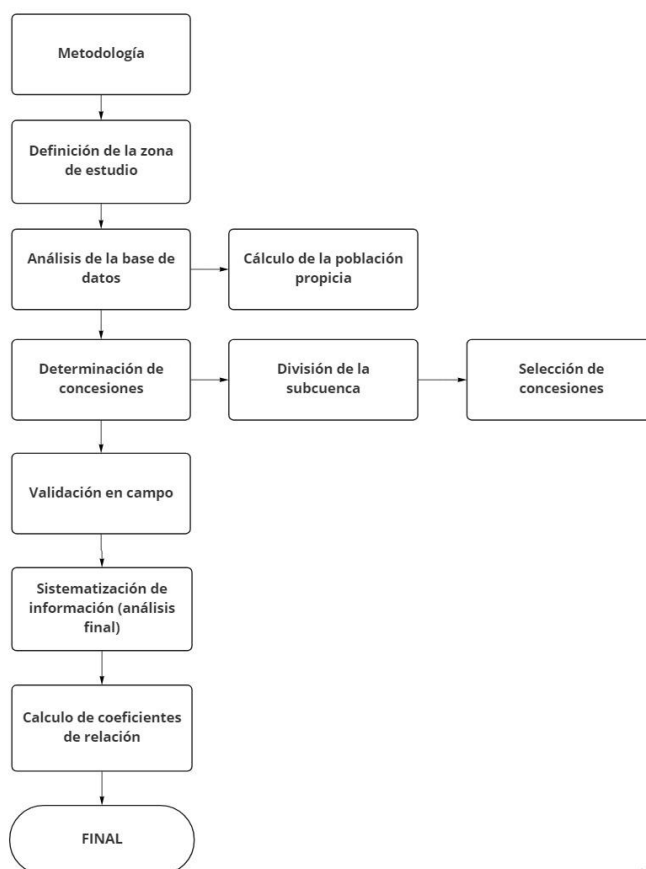 Metodología
Definición de la zona
de estudio
Análisis de la base de
datos
Cálculo de la población
propicia
Determinación de
concesiones
División de la
subcuenca
Selección de
concesiones
Validación en campo
Sistematización de
información (análisis
final)
Calculo de coeficientes
de relación
FINAL